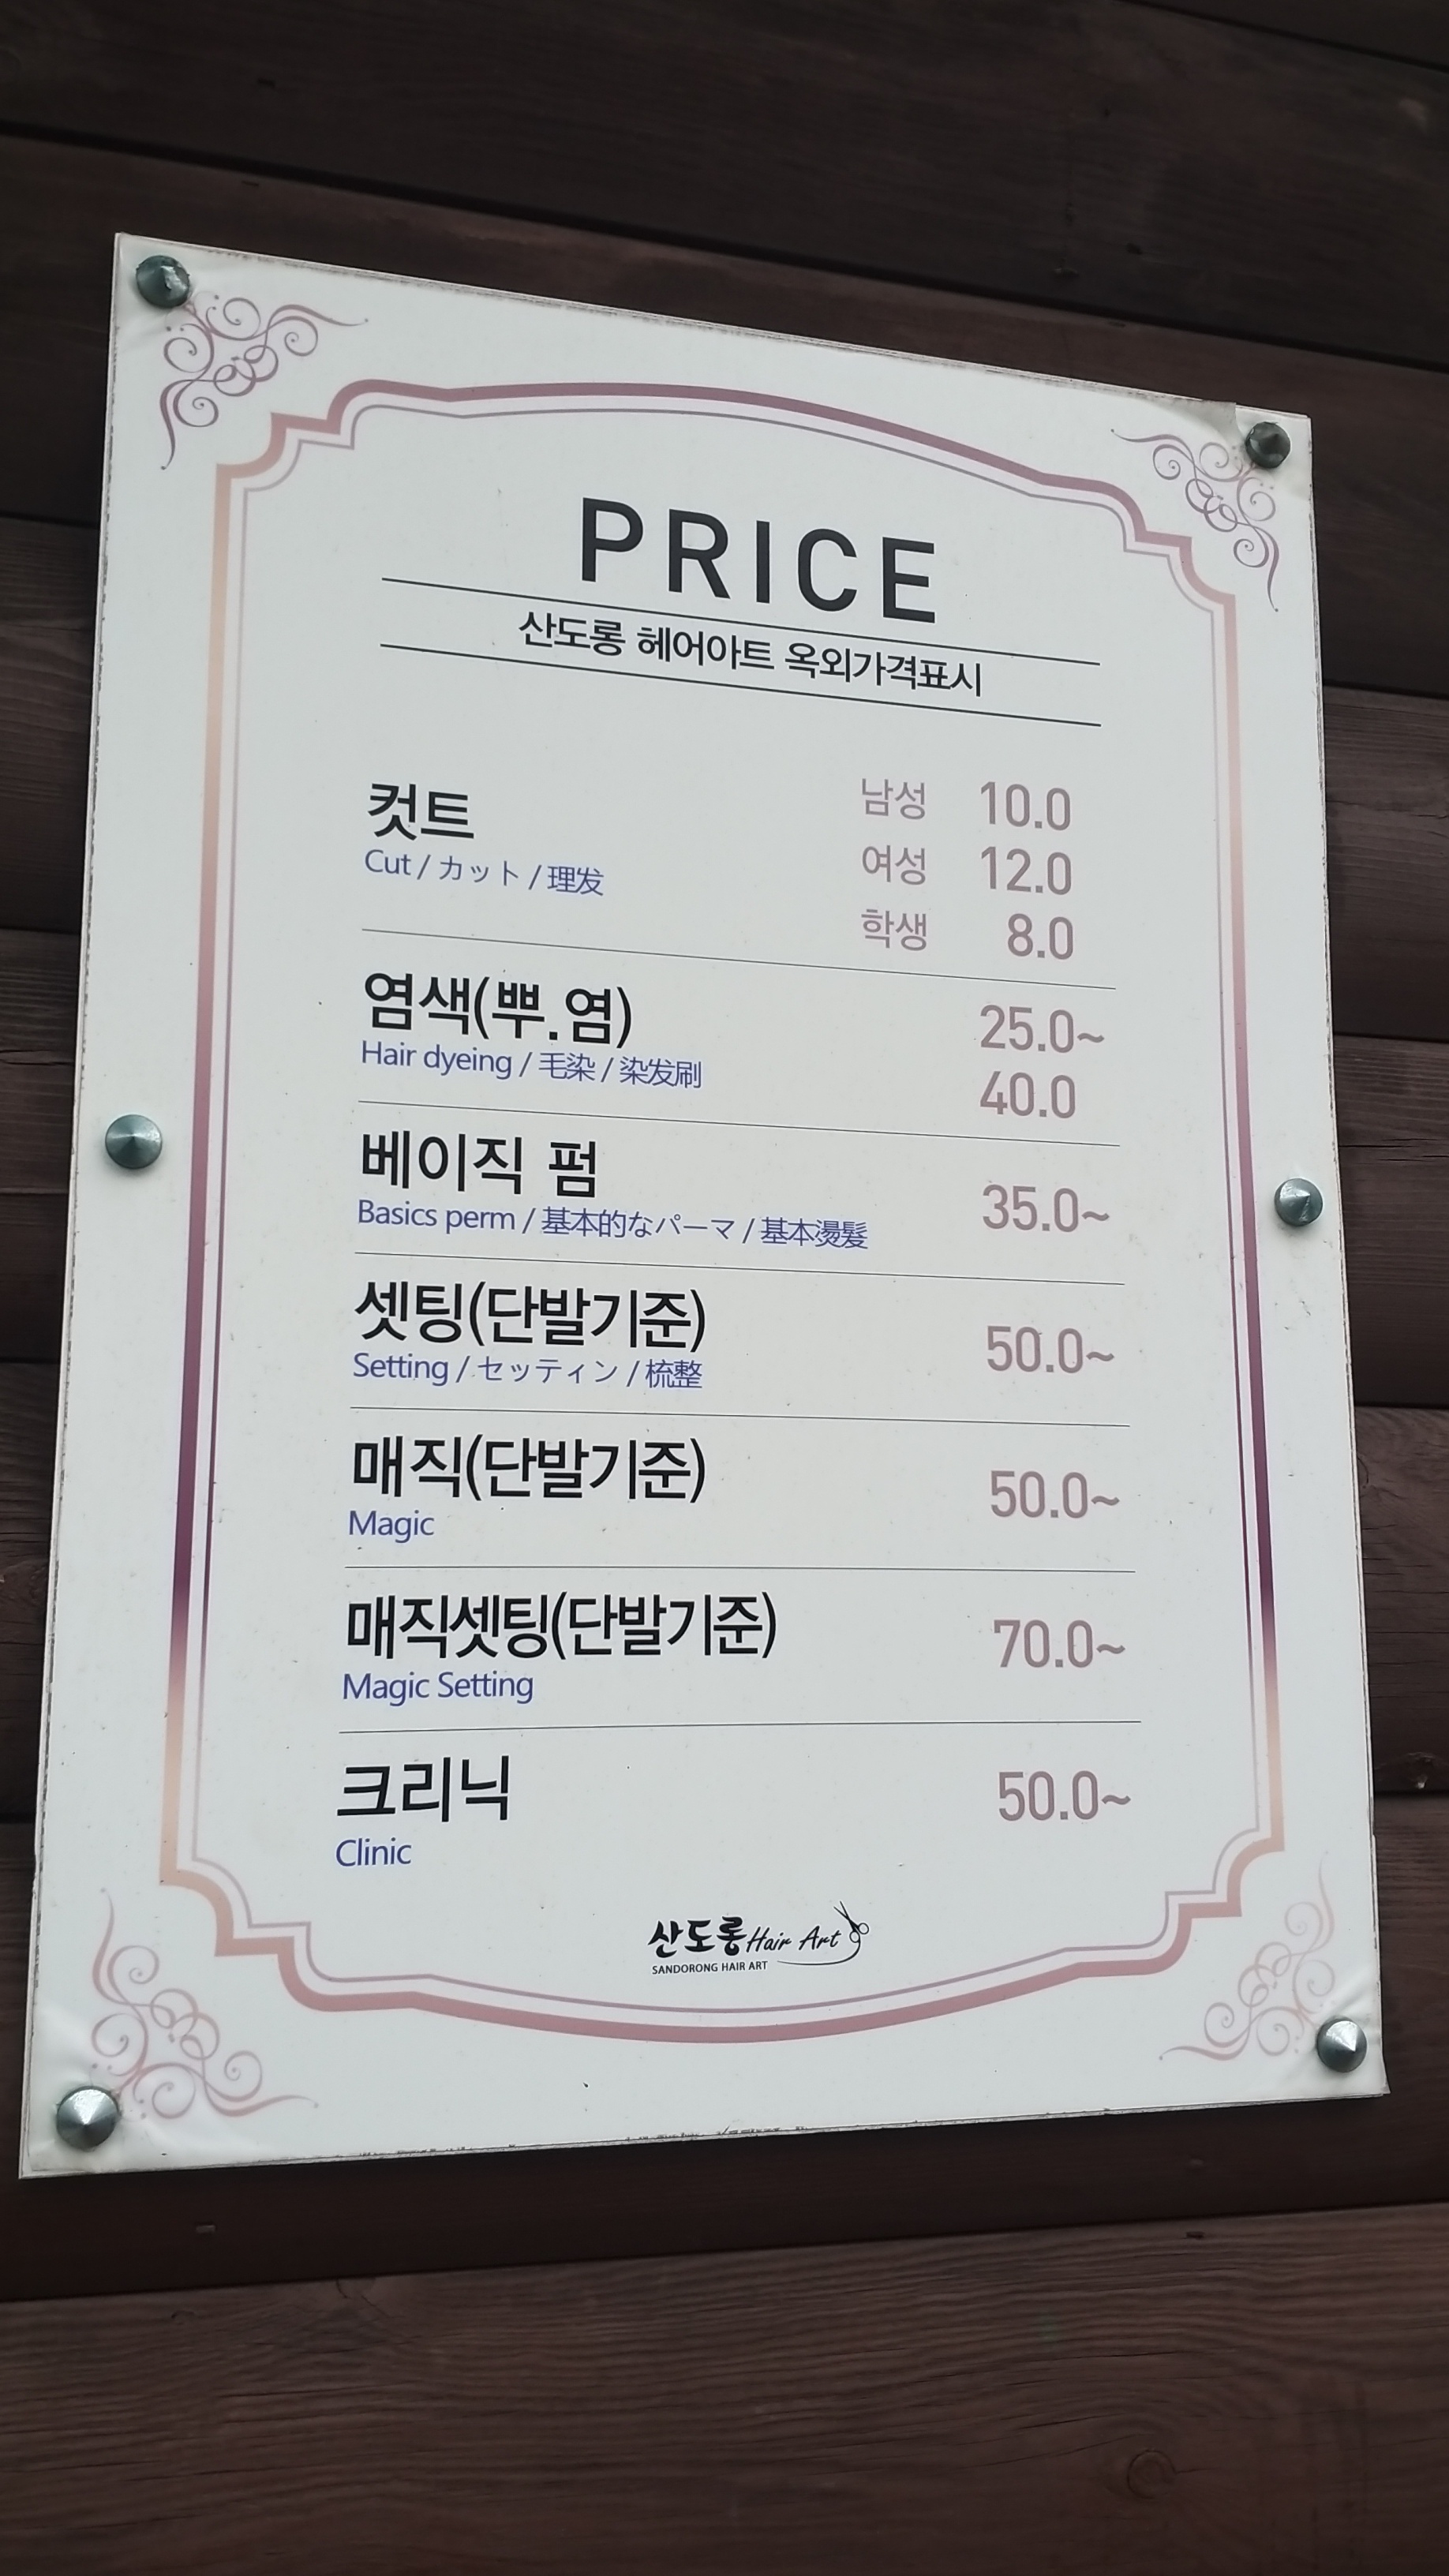 PRICE
산도롱 헤어아트 옥외가격표시
컷트 남성 10.0
Cut / カット / 理发 여성 12.0
학생 8.0
염색(뿌.염) 25.0~
Hair dyeing / 毛染 / 染发刷 40.0
베이직 펌 35.0~
Basics perm / 基本的なパーマ / 基本燙髮
셋팅(단발기준) 50.0~
Setting / セッティン / 梳整
매직(단발기준) 50.0~
Magic
매직셋팅(단발기준) 70.0~
Magic Setting
크리닉 50.0~
Clinic
산도롱 Hair Art
SANDORONG HAIR ART